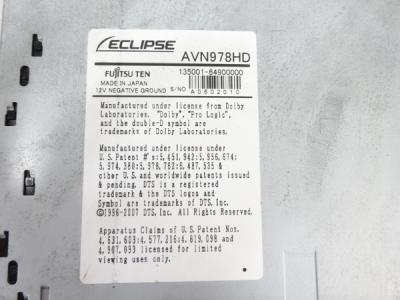 ECLIPSE
AVN978HD
FUJITSU TEN
135001-64900000
MADE IN JAPAN
12V NEGATIVE GROUND
S/NO
A0602010
Manufactured under license from Dolby
Laboratories. "Dolby", "Pro Logic",
and the double-D symbol are
trademarks of Dolby Laboratories.
Manufactured under license under
U.S. Patent #'s:5,451,942:5,956,674:
5,974,380:5,978,762:6,487,535 &
other U.S. and worldwide patents issued
& pending. DTS is a registered
trademark & the DTS logos and
Symbol are trademarks of DTS, Inc.
©1996-2007 DTS, Inc. All Rights Reserved.
Apparatus Claims of U.S. Patent Nos.
4,631,603:4,577,216:4,819,098 and
4,907,093 licensed for limited
viewing uses only.